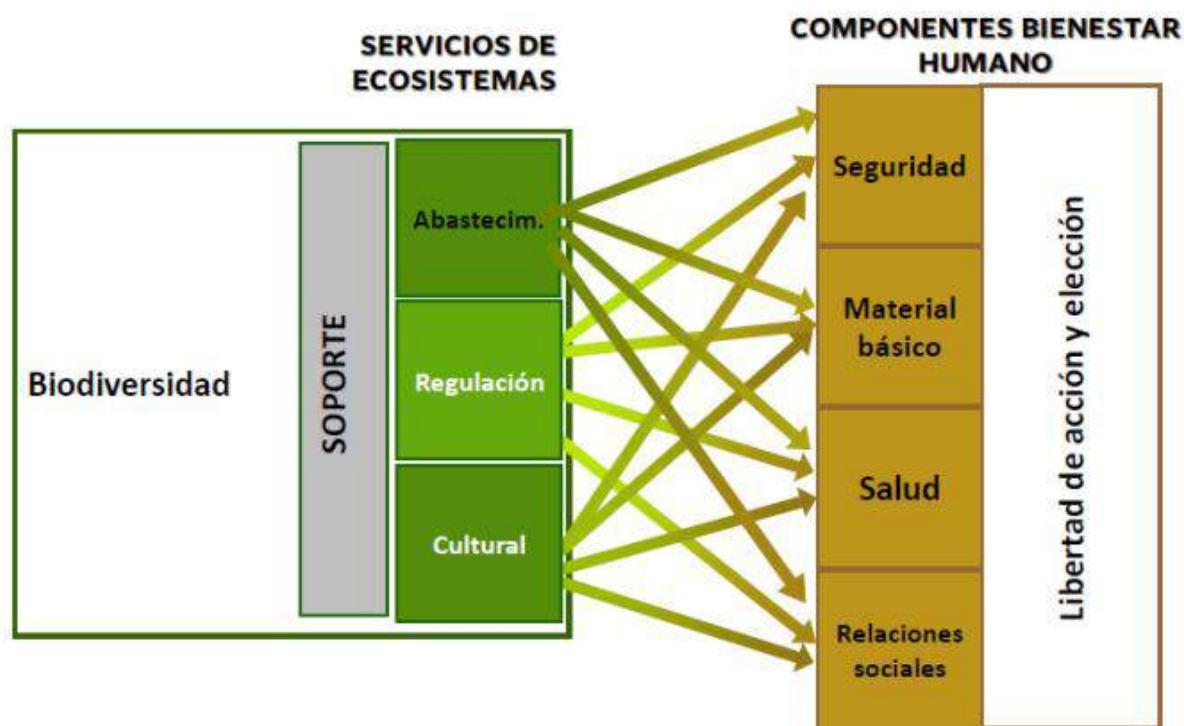 SERVICIOS DE
ECOSISTEMAS
COMPONENTES BIENESTAR
HUMANO
Biodiversidad
SOPORTE
Abastecim.
Regulación
Cultural
Seguridad
Material
básico
Salud
Relaciones
sociales
Libertad de acción y elección